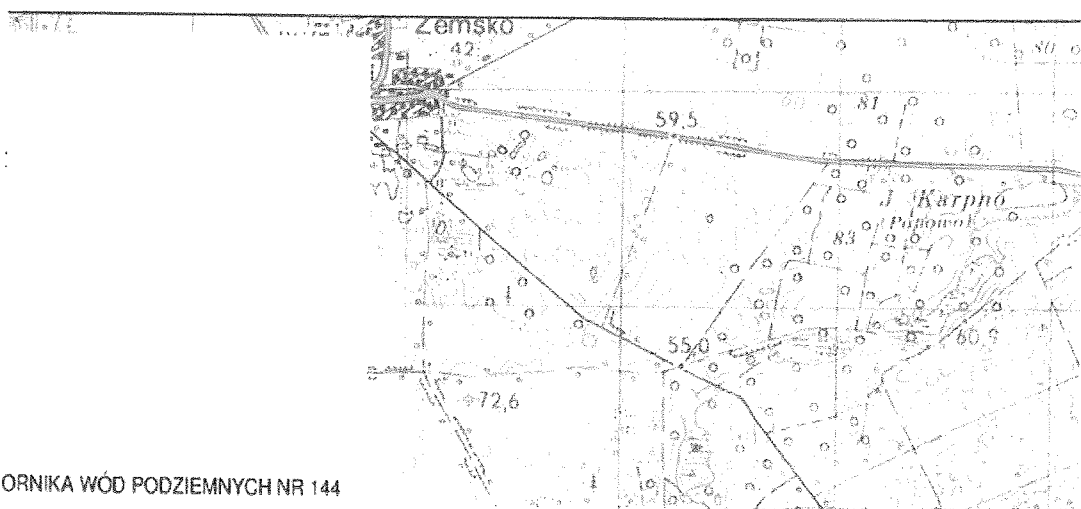 Zemsko
42
80
81
59,5
J Karpno
83
55,0
60,9
72,6
ORNIKA WÓD PODZIEMNYCH NR 144